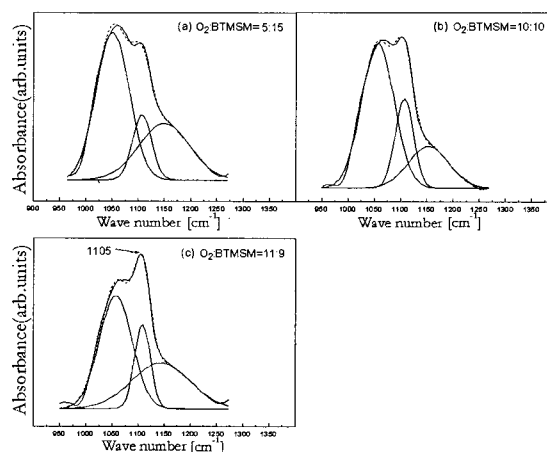 (a) O₂:BTMSM=5:15
Absorbance(arb.units)
900 950 1000 1050 1100 1150 1200 1250 1300 1350
Wave number [cm⁻¹]
(b) O₂:BTMSM=10:10
950 1000 1050 1100 1150 1200 1250 1300 1350
Wave number [cm⁻¹]
1105
(c) O₂:BTMSM=11:9
Absorbance(arb.units)
950 1000 1050 1100 1150 1200 1250 1300 1350
Wave number [cm⁻¹]